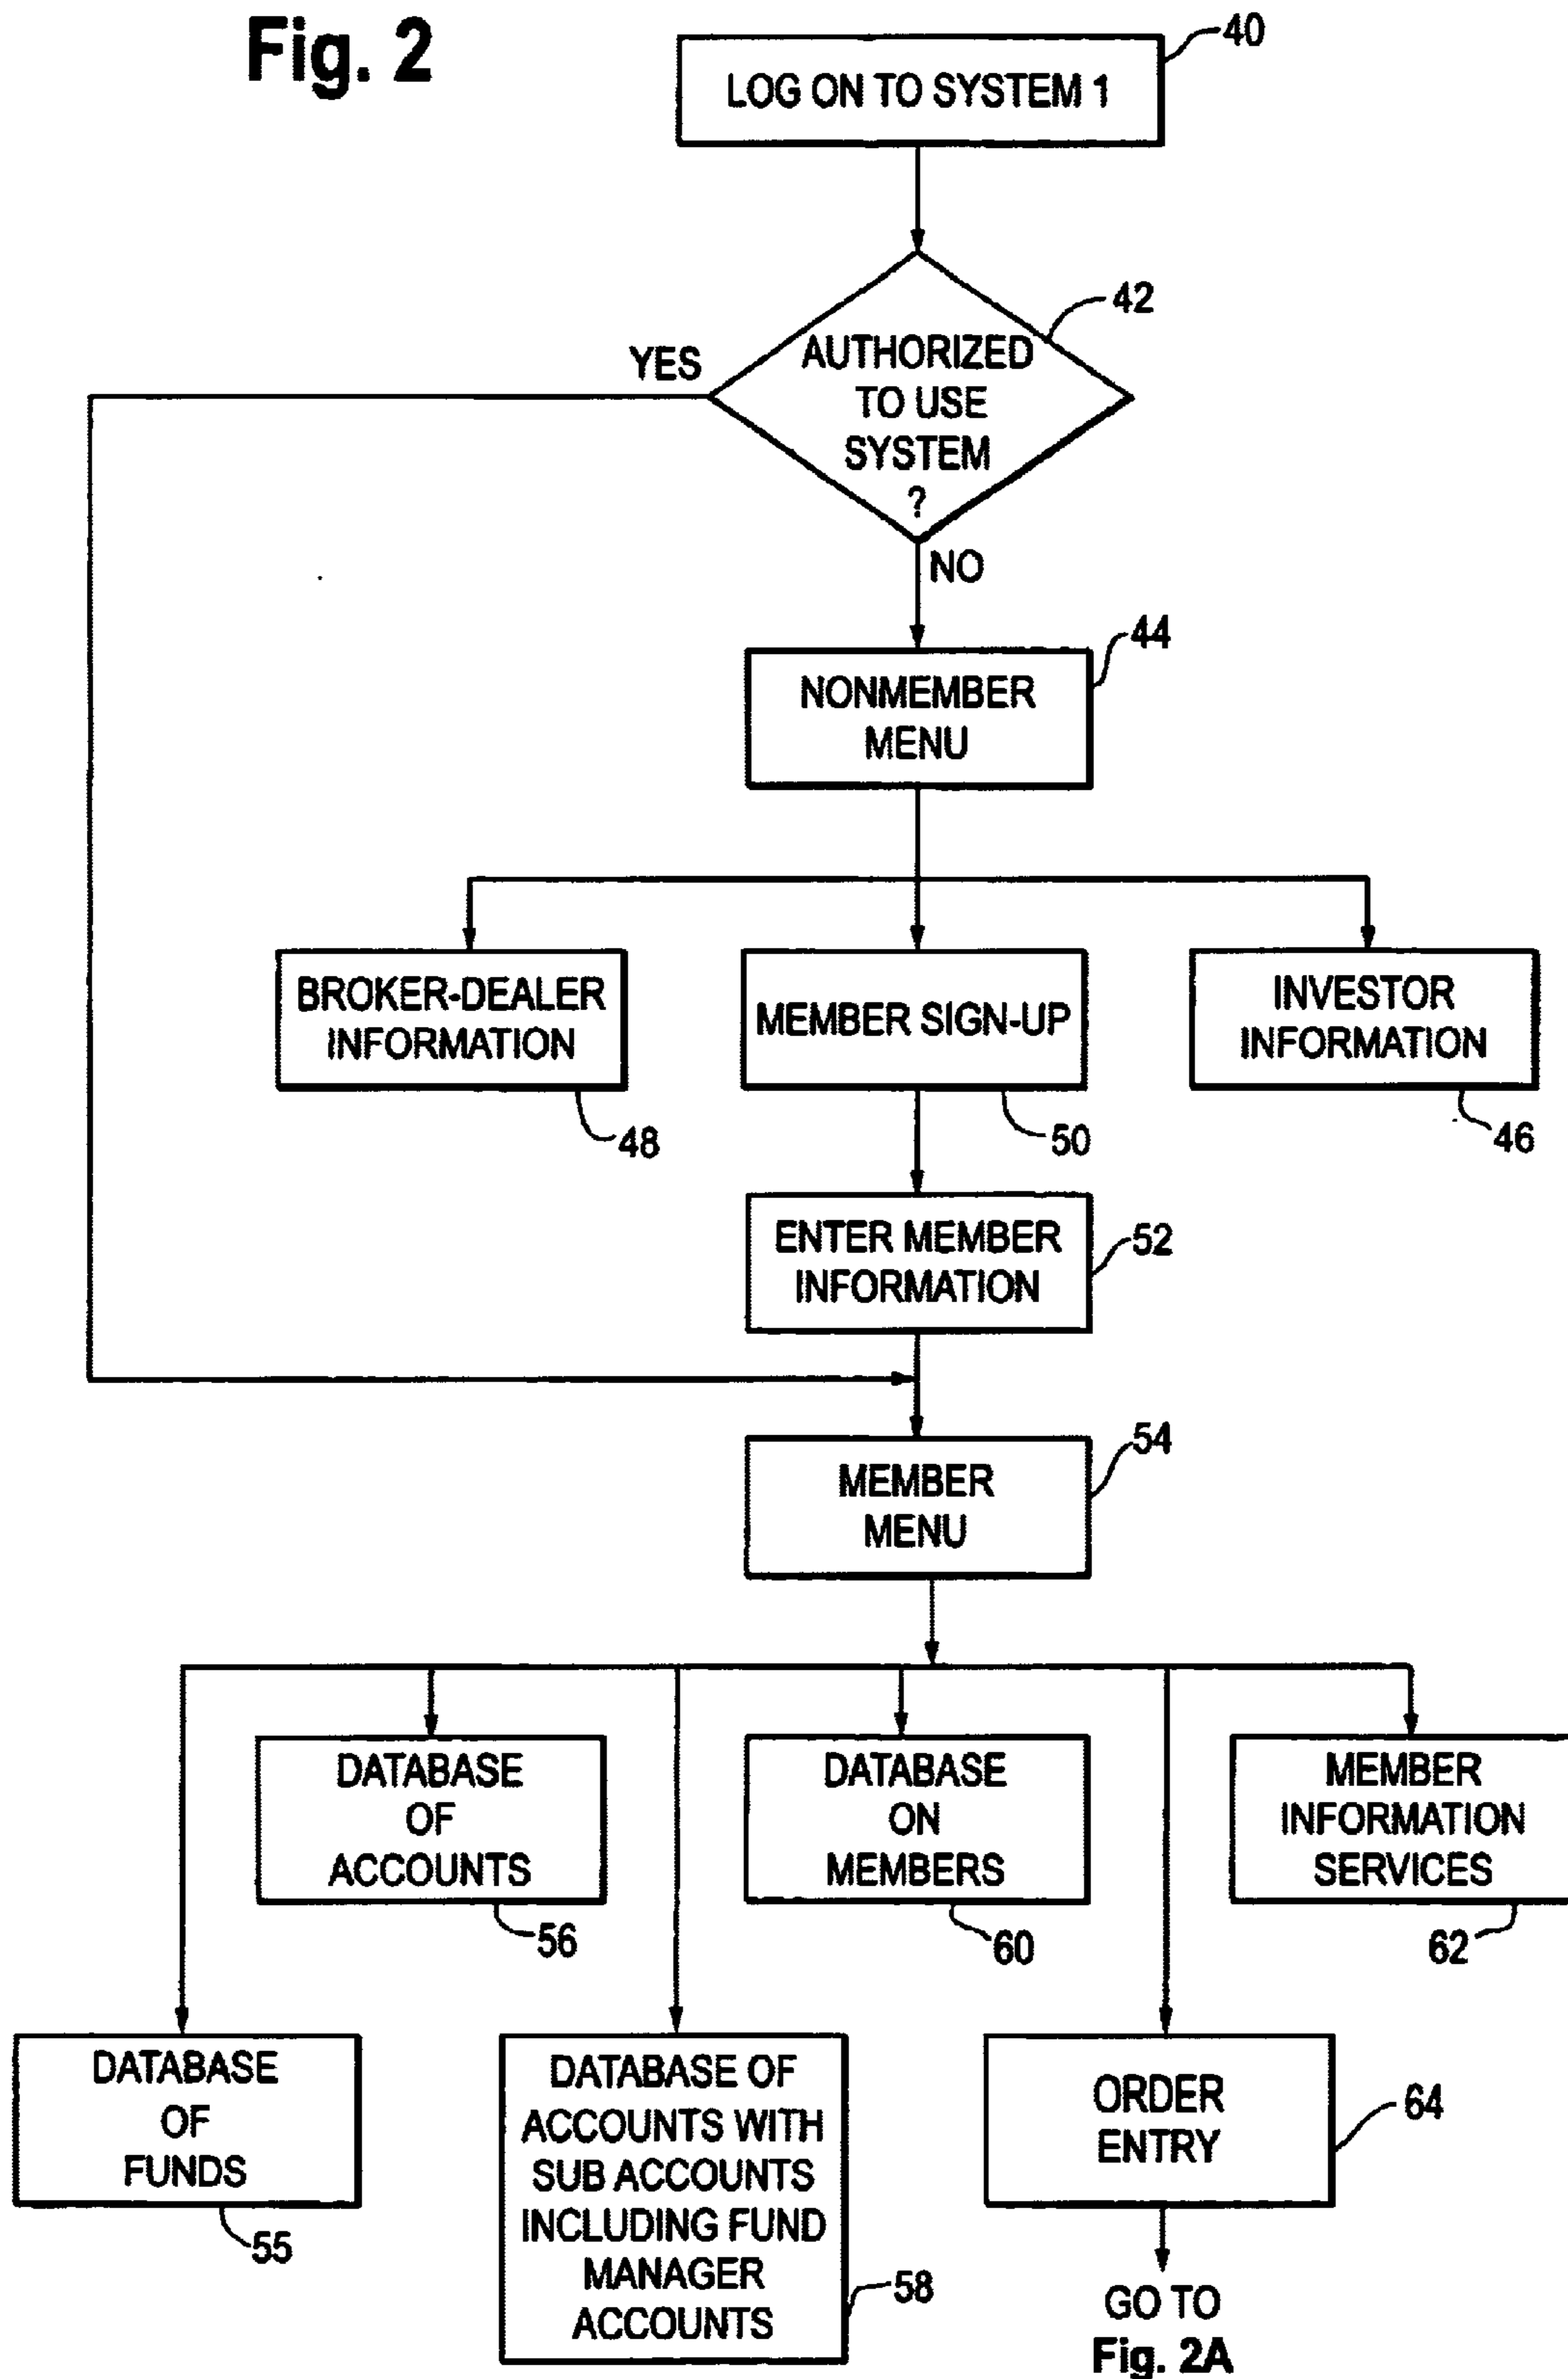 Fig. 2
40
LOG ON TO SYSTEM 1
42
AUTHORIZED
TO USE
SYSTEM
?
YES
NO
44
NONMEMBER
MENU
BROKER-DEALER
INFORMATION
48
MEMBER SIGN-UP
50
INVESTOR
INFORMATION
46
ENTER MEMBER
INFORMATION
52
MEMBER
MENU
54
DATABASE
OF
ACCOUNTS
56
DATABASE
ON
MEMBERS
60
MEMBER
INFORMATION
SERVICES
62
DATABASE
OF
FUNDS
55
DATABASE OF
ACCOUNTS WITH
SUB ACCOUNTS
INCLUDING FUND
MANAGER
ACCOUNTS
58
ORDER
ENTRY
64
GO TO
Fig. 2A